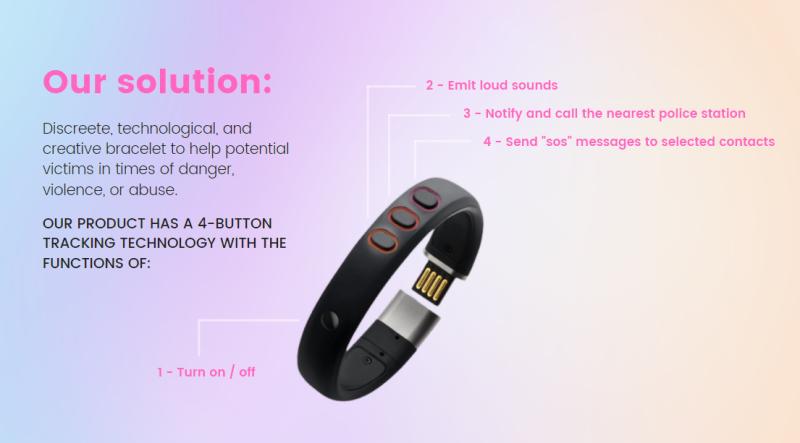 Our solution:
Discreete, technological, and
creative bracelet to help potential
victims in times of danger,
violence, or abuse.
OUR PRODUCT HAS A 4-BUTTON
TRACKING TECHNOLOGY WITH THE
FUNCTIONS OF:
1 - Turn on / off
2 - Emit loud sounds
3 - Notify and call the nearest police station
4 - Send "sos" messages to selected contacts